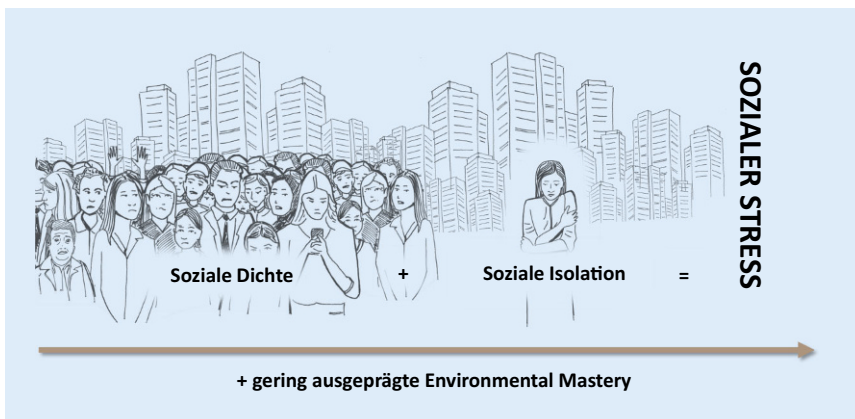 Soziale Dichte
+
Soziale Isolation
=
SOZIALER STRESS
+ gering ausgeprägte Environmental Mastery